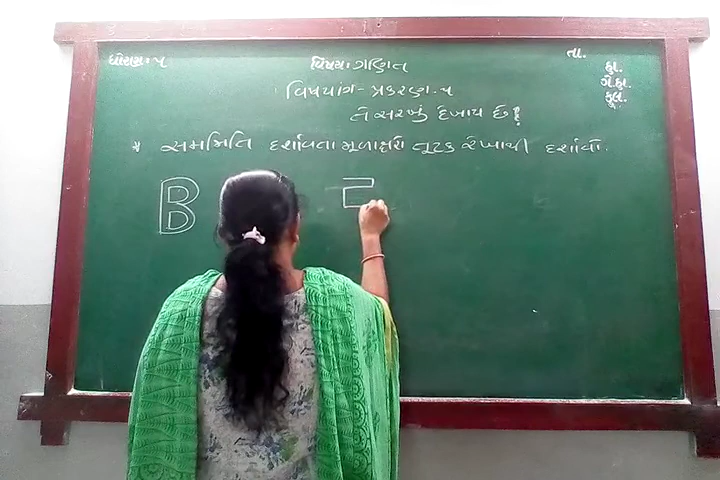 ધોરણ: ૫
વિષય: ગણિત
તા.
હા.
ગે.હા.
કુલ.
વિષયાંગ - પ્રકરણ - ૫
તે સરખું દેખાય છે!
* સમમિતિ દર્શાવતા મૂળાક્ષરો તૂટક રેખાથી દર્શાવો.
B